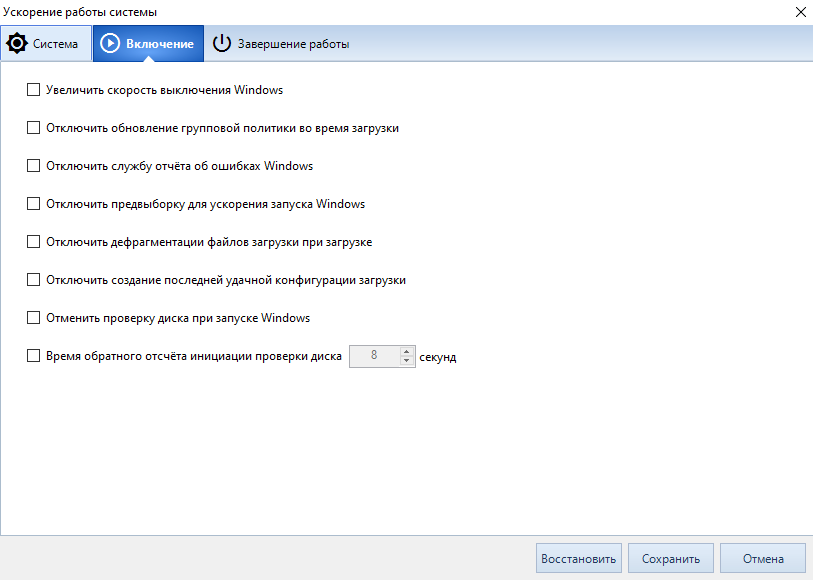 Ускорение работы системы
Система
Включение
Завершение работы
Увеличить скорость выключения Windows
Отключить обновление групповой политики во время загрузки
Отключить службу отчёта об ошибках Windows
Отключить предвыборку для ускорения запуска Windows
Отключить дефрагментации файлов загрузки при загрузке
Отключить создание последней удачной конфигурации загрузки
Отменить проверку диска при запуске Windows
Время обратного отсчёта инициации проверки диска 8 секунд
Восстановить
Сохранить
Отмена